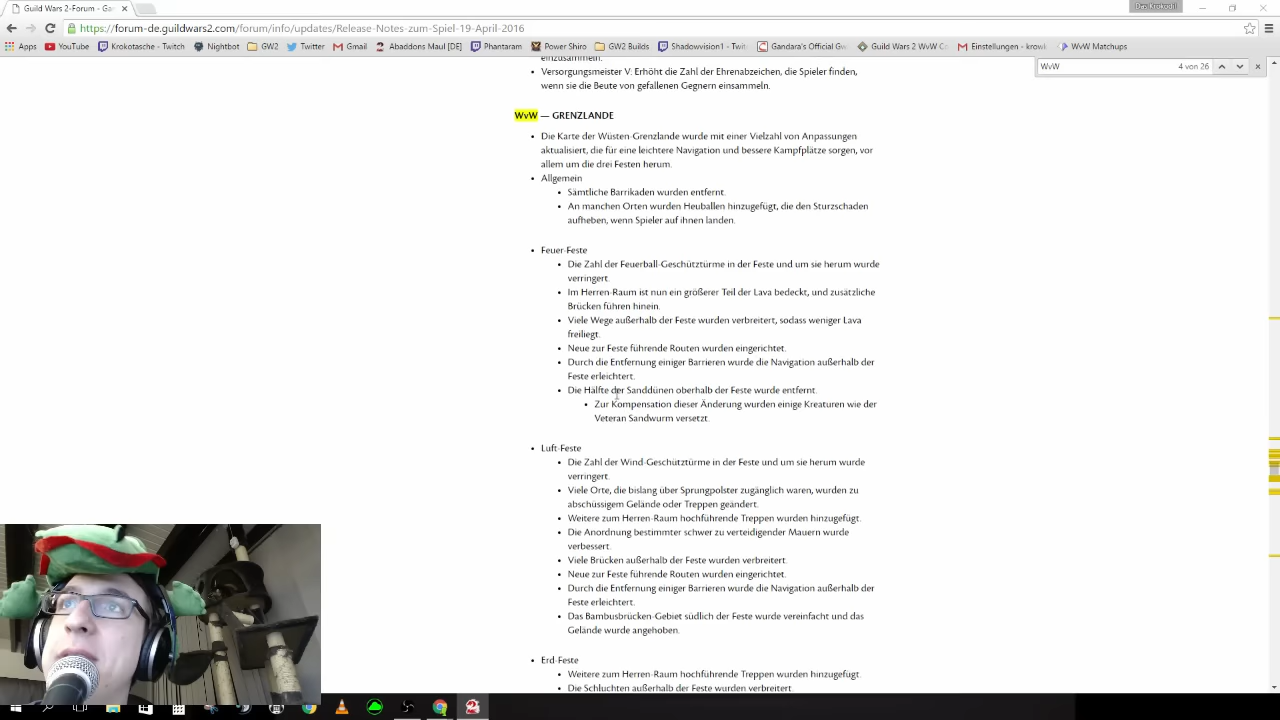 Guild Wars 2-Forum - Ga
Dez Krokodil
https://forum-de.guildwars2.com/forum/info/updates/Release-Notes-zum-Spiel-19-April-2016
Apps YouTube Krokotasche - Twitch Nightbot GW2 Twitter Gmail Abaddons Maul [DE] Phantaram Power Shiro GW2 Builds Shadowvision1 - Twit Gandara's Official Gw Guild Wars 2 WvW C Einstellungen - krow WvW Matchups
WvW 4 von 26
einzusammeln.
• Versorgungsmeister V: Erhöht die Zahl der Ehrenabzeichen, die Spieler finden,
wenn sie die Beute von gefallenen Gegnern einsammeln.
WvW — GRENZLANDE
• Die Karte der Wüsten-Grenzlande wurde mit einer Vielzahl von Anpassungen
aktualisiert, die für eine leichtere Navigation und bessere Kampfplätze sorgen, vor
allem um die drei Festen herum.
• Allgemein
• Sämtliche Barrikaden wurden entfernt.
• An manchen Orten wurden Heuballen hinzugefügt, die den Sturzschaden
aufheben, wenn Spieler auf ihnen landen.
• Feuer-Feste
• Die Zahl der Feuerball-Geschütztürme in der Feste und um sie herum wurde
verringert.
• Im Herren-Raum ist nun ein größerer Teil der Lava bedeckt, und zusätzliche
Brücken führen hinein.
• Viele Wege außerhalb der Feste wurden verbreitert, sodass weniger Lava
freiliegt.
• Neue zur Feste führende Routen wurden eingerichtet.
• Durch die Entfernung einiger Barrieren wurde die Navigation außerhalb der
Feste erleichtert.
• Die Hälfte der Sanddünen oberhalb der Feste wurde entfernt.
• Zur Kompensation dieser Änderung wurden einige Kreaturen wie der
Veteran Sandwurm versetzt.
• Luft-Feste
• Die Zahl der Wind-Geschütztürme in der Feste und um sie herum wurde
verringert.
• Viele Orte, die bislang über Sprungpolster zugänglich waren, wurden zu
abschüssigem Gelände oder Treppen geändert.
• Weitere zum Herren-Raum hochführende Treppen wurden hinzugefügt.
• Die Anordnung bestimmter schwer zu verteidigender Mauern wurde
verbessert.
• Viele Brücken außerhalb der Feste wurden verbreitert.
• Neue zur Feste führende Routen wurden eingerichtet.
• Durch die Entfernung einiger Barrieren wurde die Navigation außerhalb der
Feste erleichtert.
• Das Bambusbrücken-Gebiet südlich der Feste wurde vereinfacht und das
Gelände wurde angehoben.
• Erd-Feste
• Weitere zum Herren-Raum hochführende Treppen wurden hinzugefügt.
• Die Schluchten außerhalb der Feste wurden verbreitert.